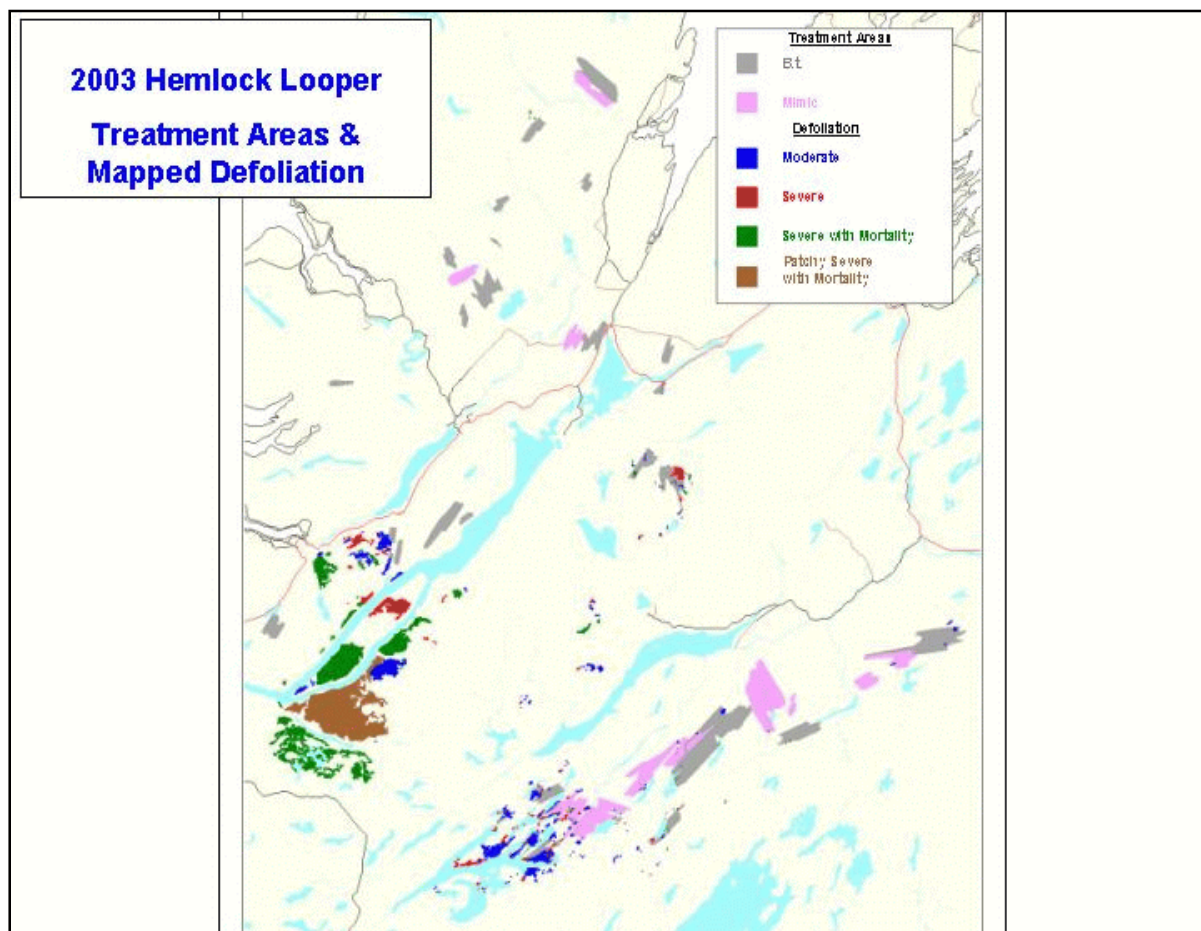 2003 Hemlock Looper
Treatment Areas &
Mapped Defoliation
Treatment Areas
B.t.
Mimic
Defoliation
Moderate
Severe
Severe with Mortality
Patchy Severe
with Mortality